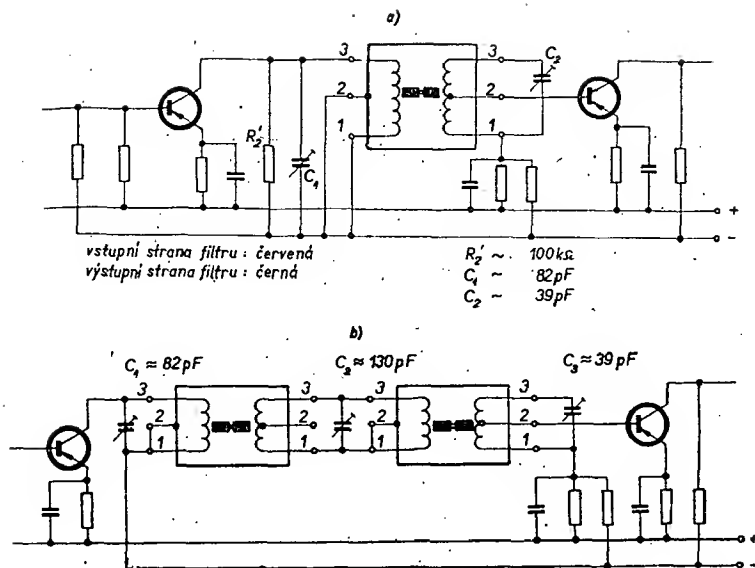 a)
3
2
1
R₂'
C₁
3
2
1
C₂
+
-
vstupní strana filtru : červená
výstupní strana filtru : černá
R₂' ~ 100kΩ
C₁ ~ 82pF
C₂ ~ 39pF
b)
C₁ ≈ 82pF
C₂ ≈ 130pF
C₃ ≈ 39pF
3
2
1
3
2
1
3
2
1
3
2
1
+
-